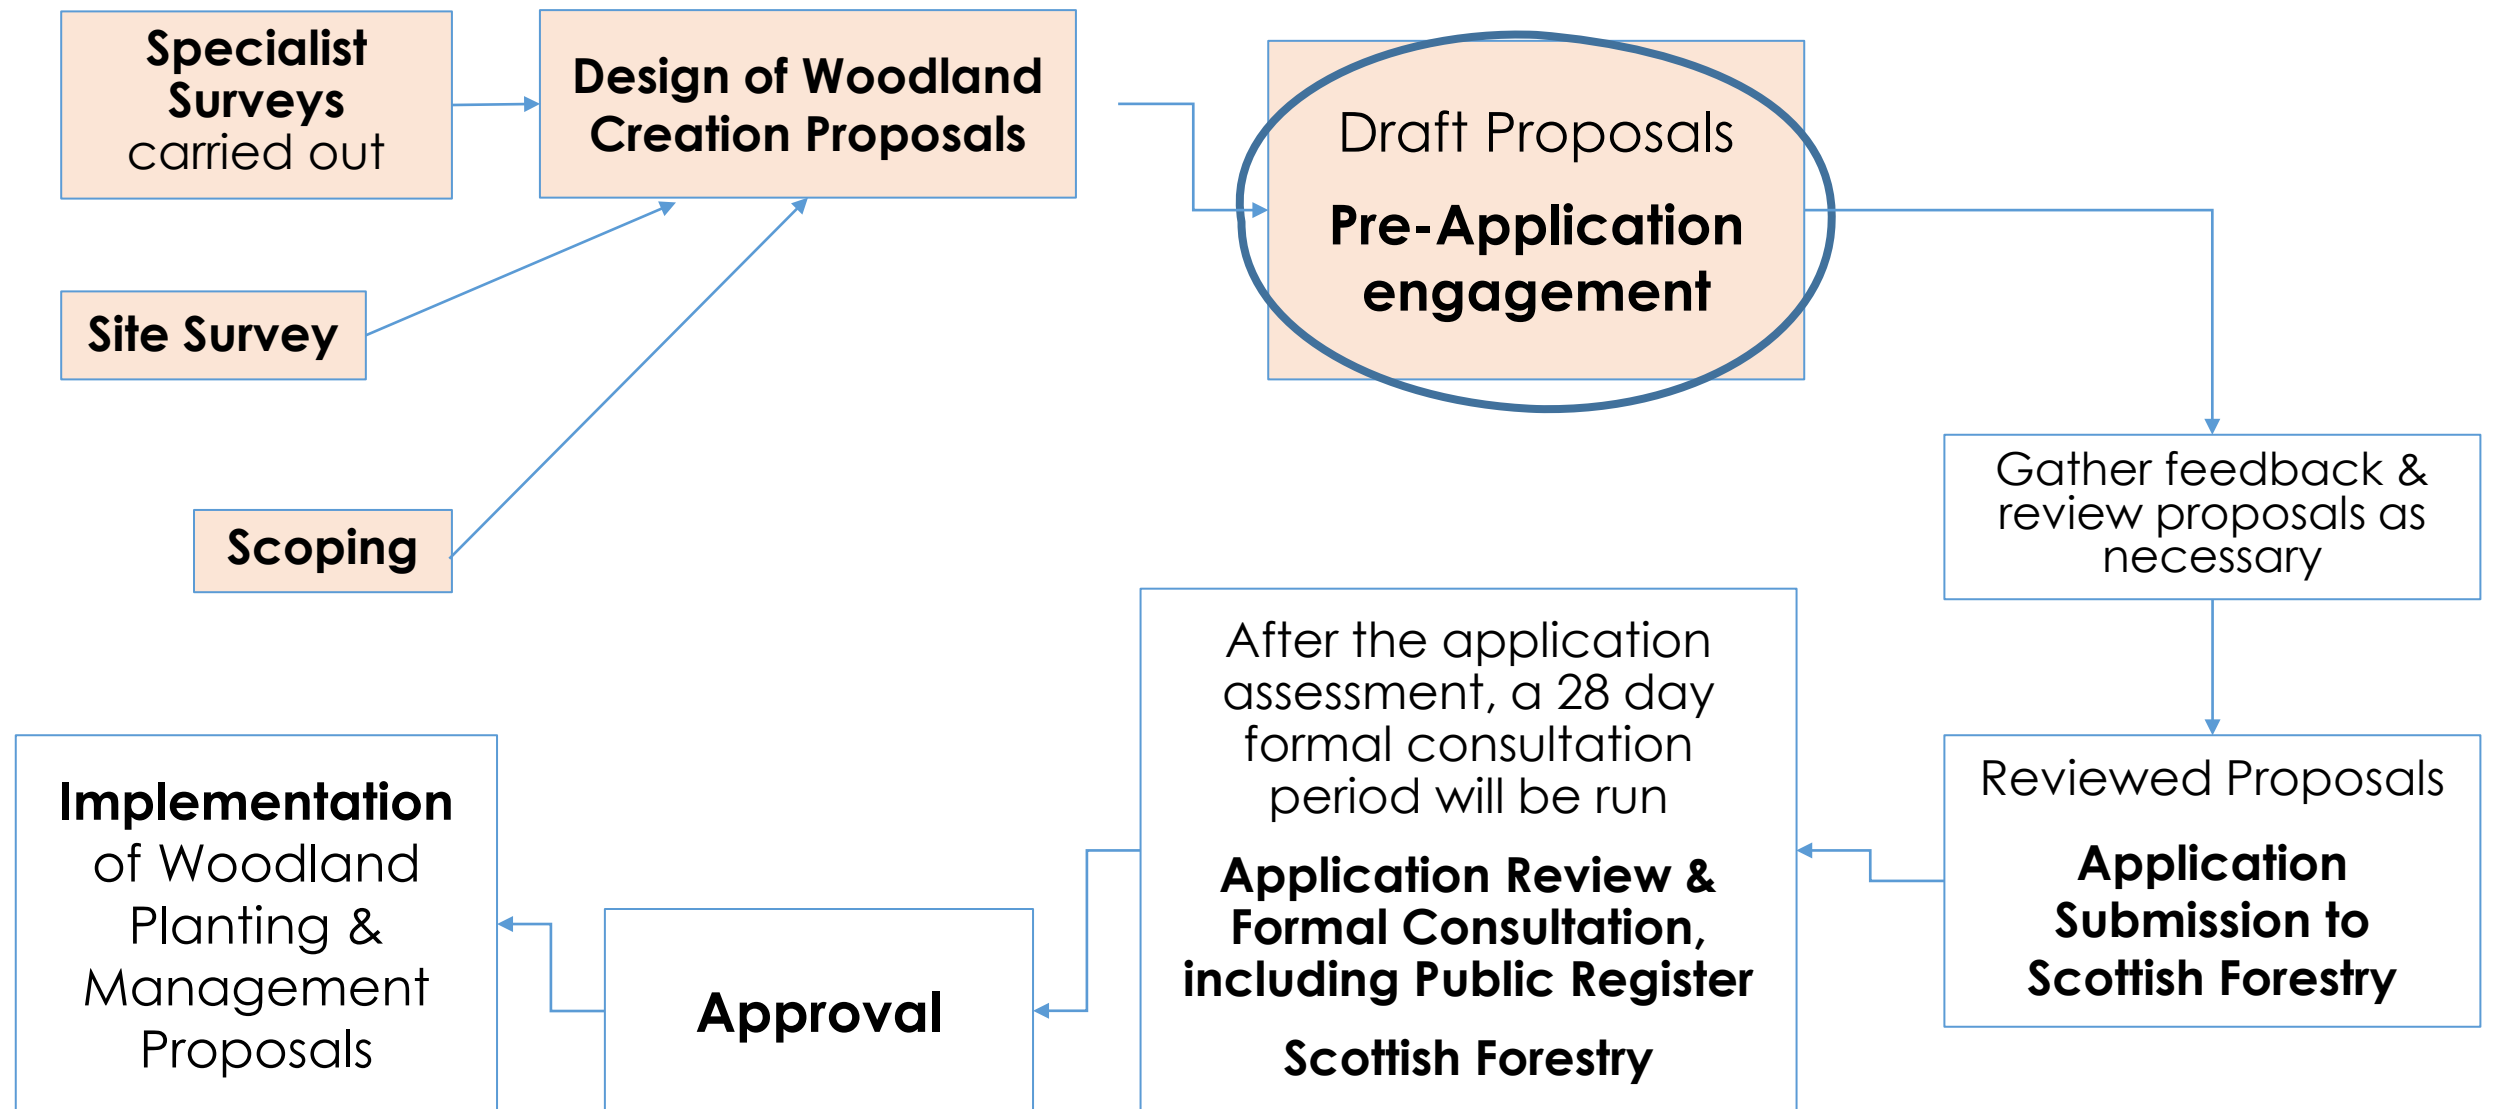 Specialist
Surveys
carried out
Design of Woodland
Creation Proposals
Draft Proposals
Pre-Application
engagement
Site Survey
Scoping
Gather feedback &
review proposals as
necessary
Reviewed Proposals
Application
Submission to
Scottish Forestry
After the application
assessment, a 28 day
formal consultation
period will be run
Application Review &
Formal Consultation,
including Public Register
Scottish Forestry
Approval
Implementation
of Woodland
Planting &
Management
Proposals